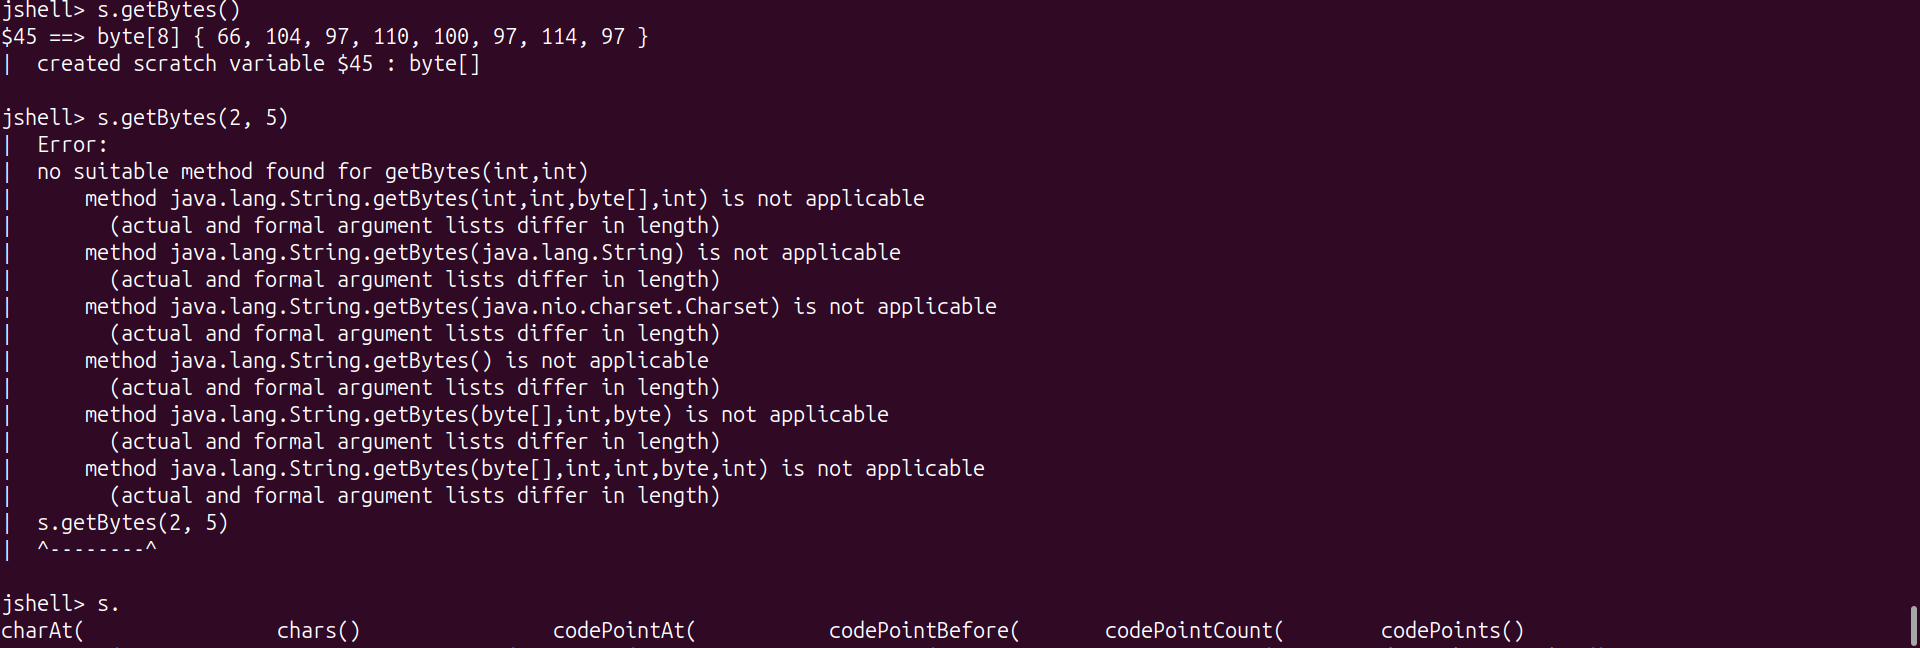 jshell> s.getBytes()
$45 ==> byte[8] { 66, 104, 97, 110, 100, 97, 114, 97 }
|  created scratch variable $45 : byte[]
jshell> s.getBytes(2, 5)
|  Error:
|  no suitable method found for getBytes(int,int)
|      method java.lang.String.getBytes(int,int,byte[],int) is not applicable
|        (actual and formal argument lists differ in length)
|      method java.lang.String.getBytes(java.lang.String) is not applicable
|        (actual and formal argument lists differ in length)
|      method java.lang.String.getBytes(java.nio.charset.Charset) is not applicable
|        (actual and formal argument lists differ in length)
|      method java.lang.String.getBytes() is not applicable
|        (actual and formal argument lists differ in length)
|      method java.lang.String.getBytes(byte[],int,byte) is not applicable
|        (actual and formal argument lists differ in length)
|      method java.lang.String.getBytes(byte[],int,int,byte,int) is not applicable
|        (actual and formal argument lists differ in length)
|  s.getBytes(2, 5)
|  ^--------^
jshell> s.
charAt(                chars()                codePointAt(           codePointBefore(       codePointCount(        codePoints()